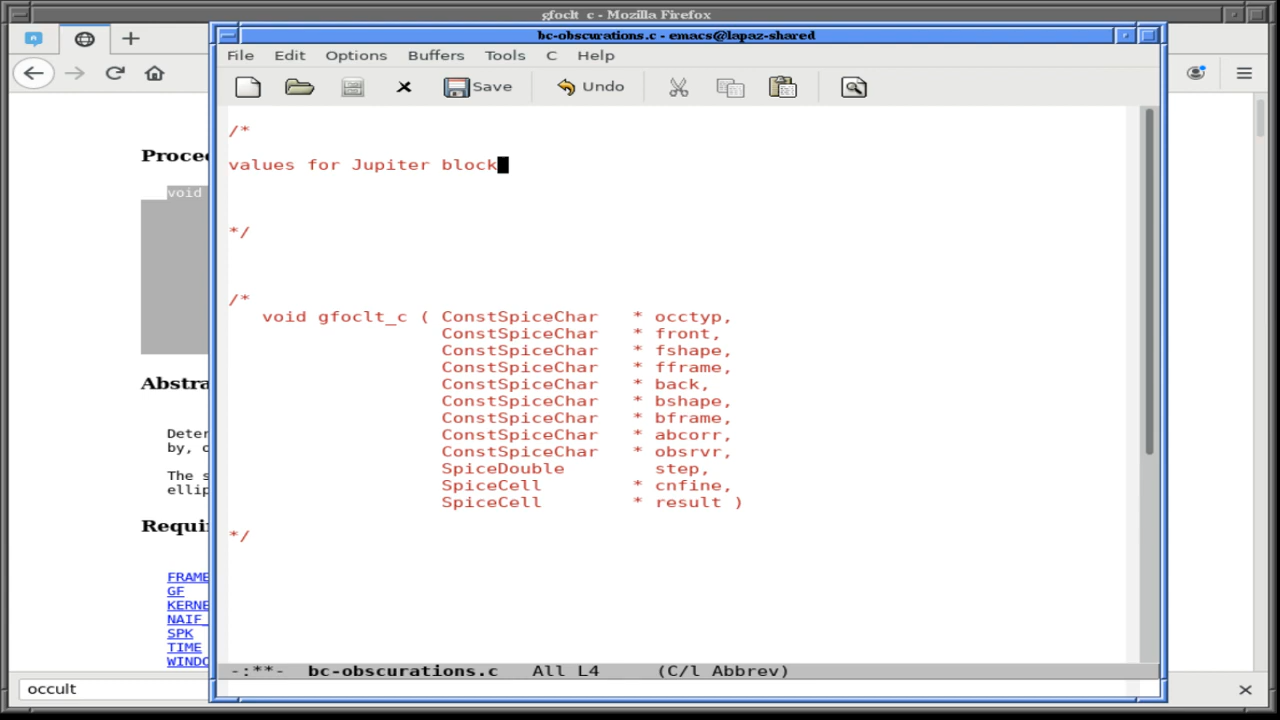 gfoclt c - Mozilla Firefox
bc-obscurations.c - emacs@lapaz-shared
File Edit Options Buffers Tools C Help
Save Undo
/*
values for Jupiter block
*/
/*
void gfoclt_c ( ConstSpiceChar * occtyp,
ConstSpiceChar * front,
ConstSpiceChar * fshape,
ConstSpiceChar * fframe,
ConstSpiceChar * back,
ConstSpiceChar * bshape,
ConstSpiceChar * bframe,
ConstSpiceChar * abcorr,
ConstSpiceChar * obsrvr,
SpiceDouble step,
SpiceCell * cnfine,
SpiceCell * result )
*/
-:**- bc-obscurations.c All L4 (C/l Abbrev)
Proce
void
Abstra
Deter
by, o
The s
ellip
Requi
FRAME
GF
KERNE
NAIF_
SPK
TIME
WINDO
occult